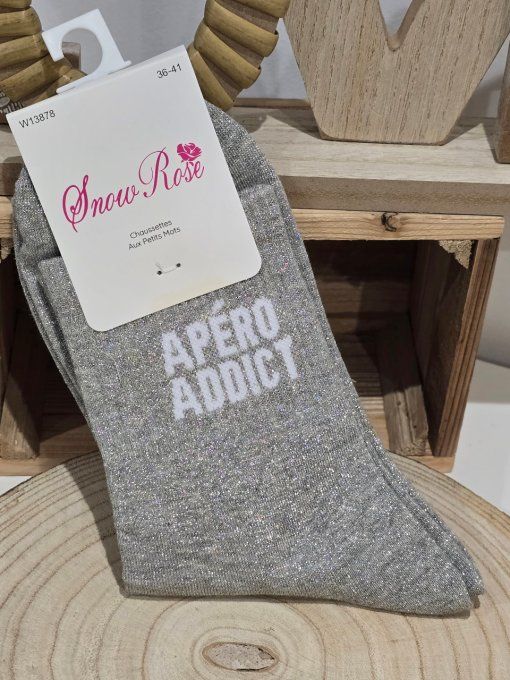 W13878
36-41
Snow Rose
Chaussettes
Aux Petits Mots
APÉRO
ADDICT